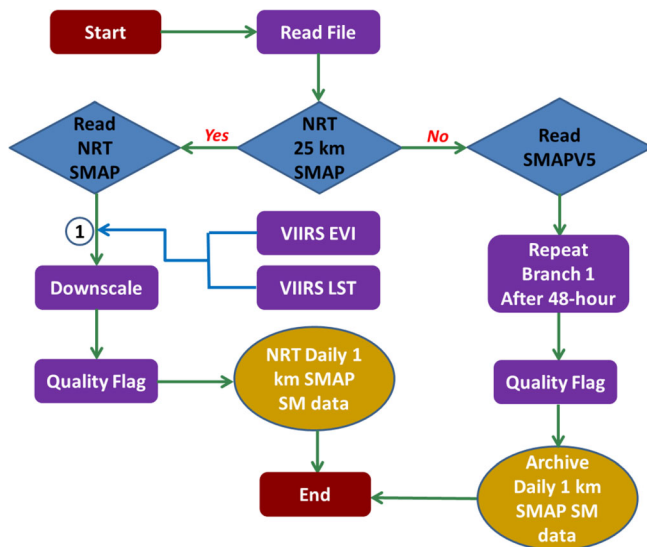 Start
Read File
Read
NRT
SMAP
Yes
NRT
25 km
SMAP
No
Read
SMAPV5
1
VIIRS EVI
VIIRS LST
Repeat
Branch 1
After 48-hour
Downscale
Quality Flag
NRT Daily 1
km SMAP
SM data
Quality Flag
End
Archive
Daily 1 km
SMAP SM
data